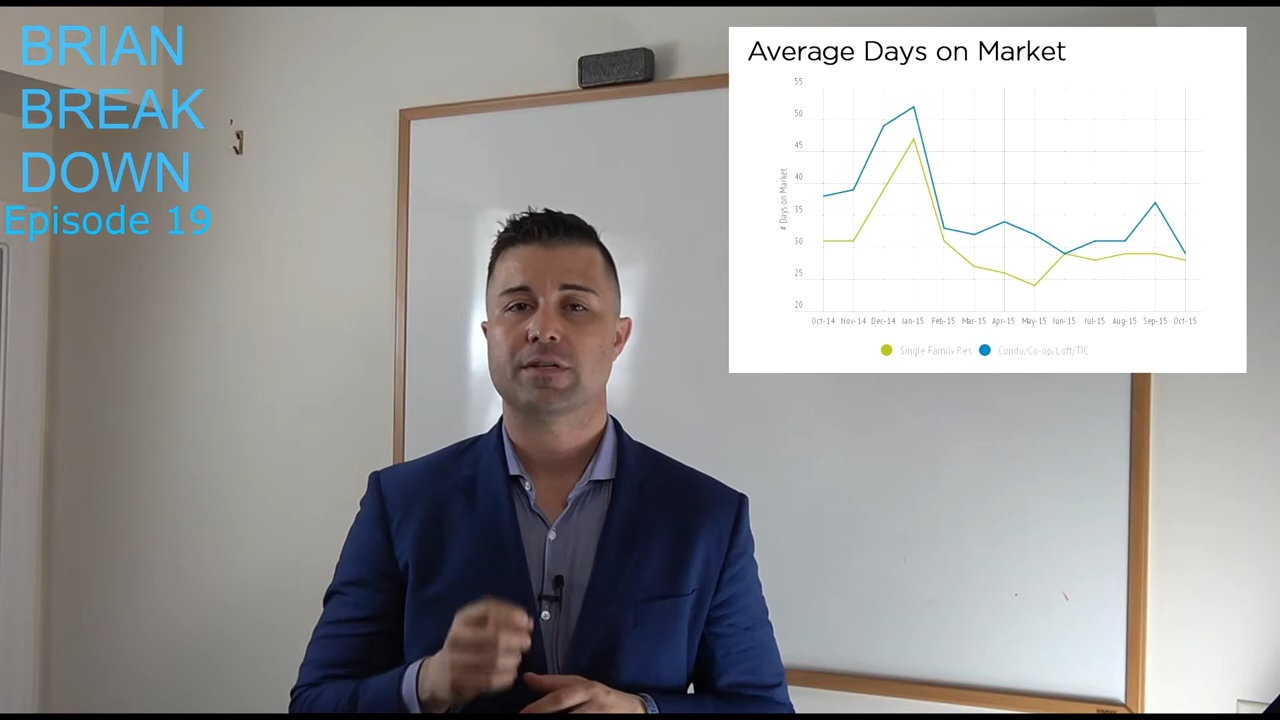 BRIAN
BREAK
DOWN
Episode 19
Average Days on Market
55
50
45
40
35
30
25
20
# Days on Market
Oct-14 Nov-14 Dec-14 Jan-15 Feb-15 Mar-15 Apr-15 May-15 Jun-15 Jul-15 Aug-15 Sep-15 Oct-15
Single Family Res Condo/Co-op/Loft/TIC